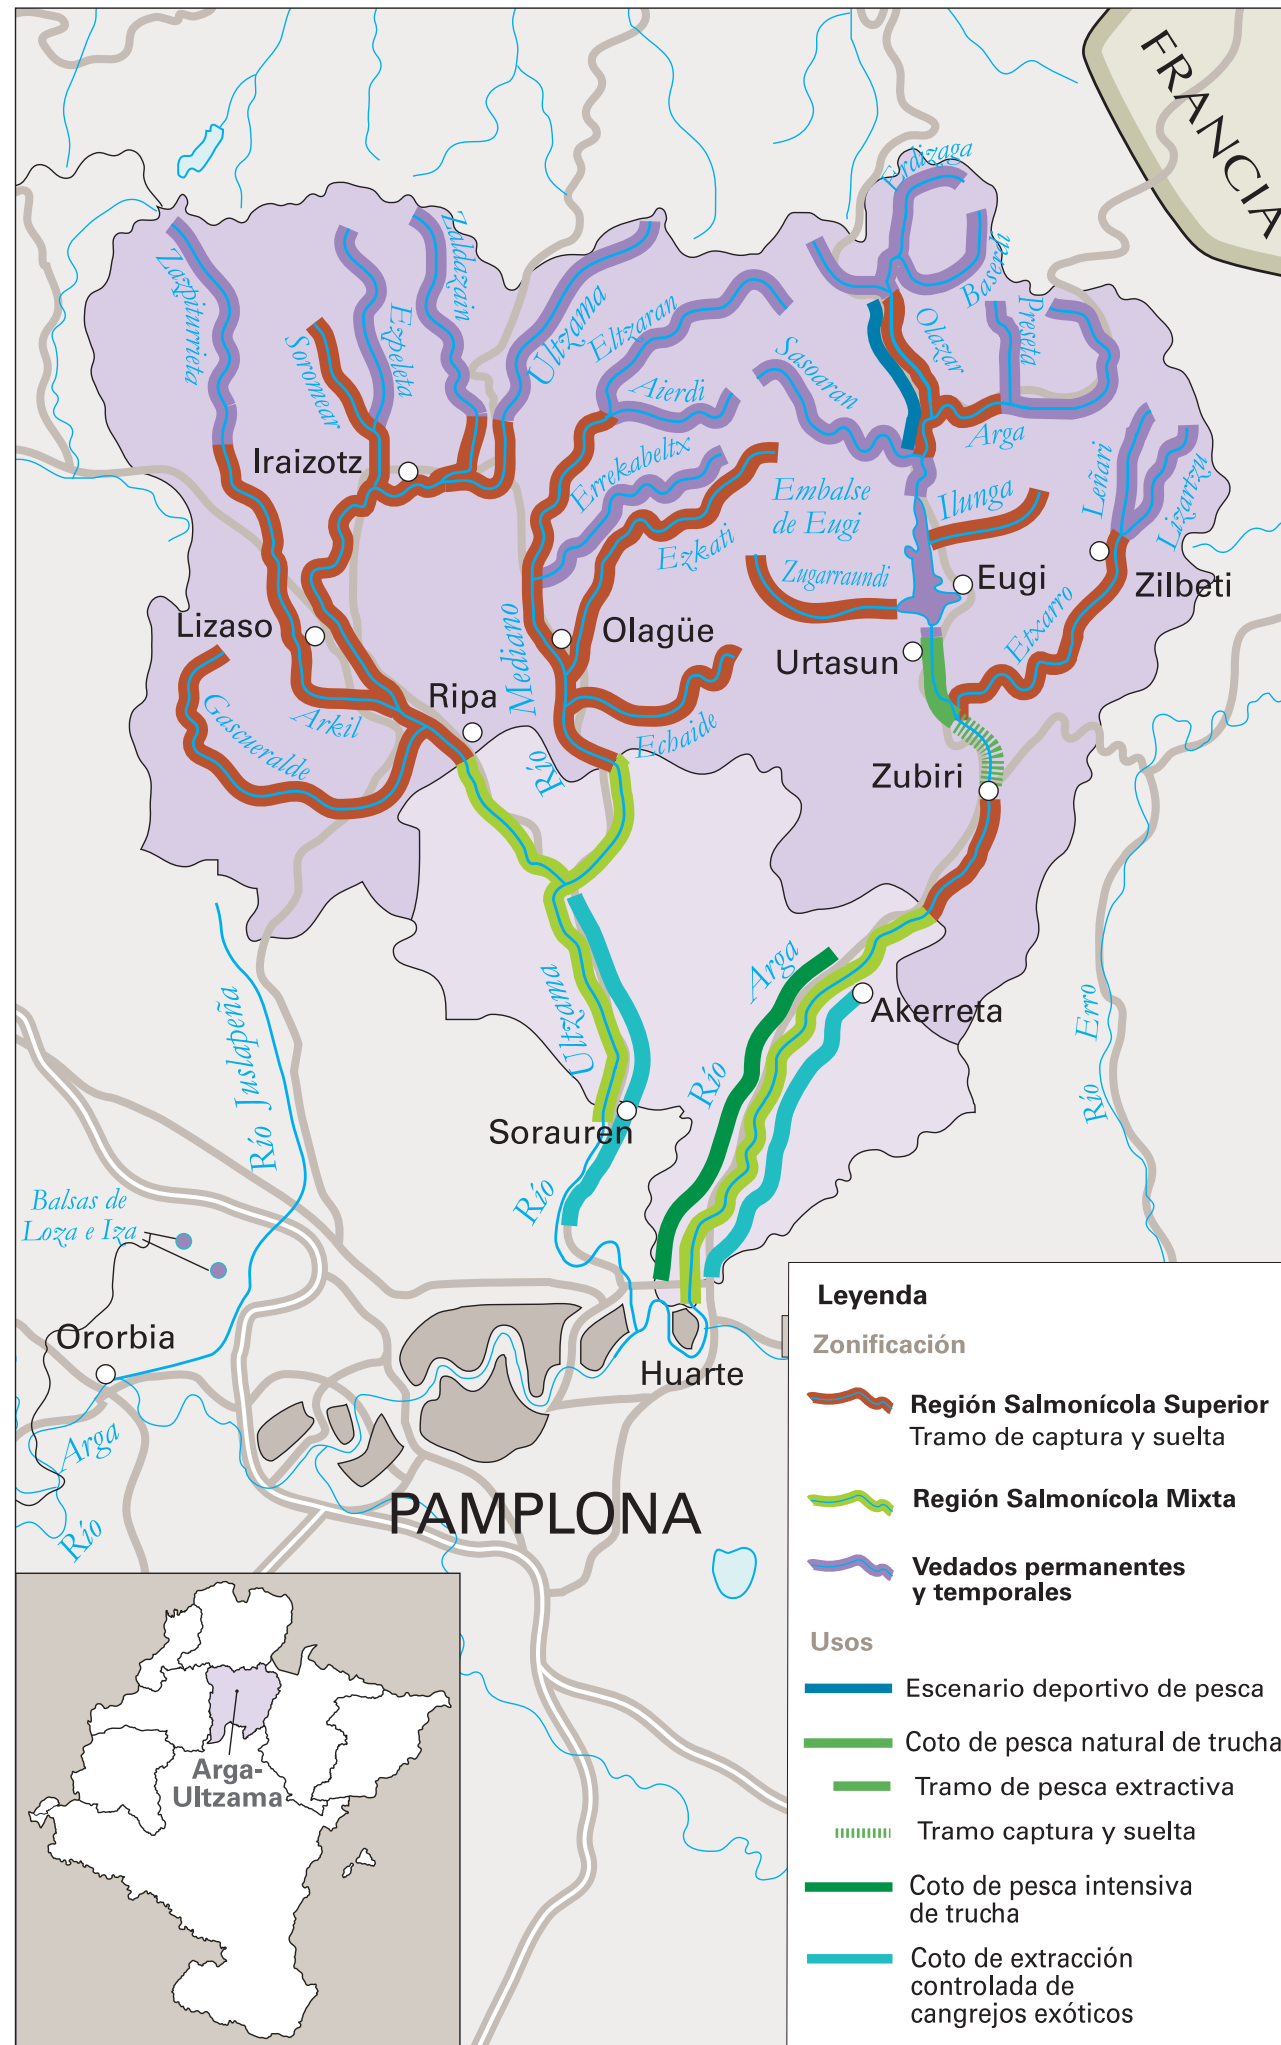 FRANCIA
Erdizaga
Zaldazain
Zazpiturrieta
Ezpeleta
Soromear
Ultzama
Eltzaran
Baserdi
Preseta
Olazar
Sasoaran
Aierdi
Arga
Iraizotz
Errekabeltx
Embalse
de Eugi
Ilunga
Leñari
Lizartzu
Ezkati
Zugarraundi
Eugi
Zilbeti
Etxarro
Lizaso
Olagüe
Urtasun
Río Mediano
Ripa
Gascueralde
Arkil
Echaide
Zubiri
Río Ultzama
Río Arga
Akerreta
Río Erro
Río Juslapeña
Sorauren
Balsas de
Loza e Iza
Ororbia
Huarte
Río Arga
PAMPLONA
Arga-
Ultzama
Leyenda
Zonificación
Región Salmonícola Superior
Tramo de captura y suelta
Región Salmonícola Mixta
Vedados permanentes
y temporales
Usos
Escenario deportivo de pesca
Coto de pesca natural de trucha
Tramo de pesca extractiva
Tramo captura y suelta
Coto de pesca intensiva
de trucha
Coto de extracción
controlada de
cangrejos exóticos